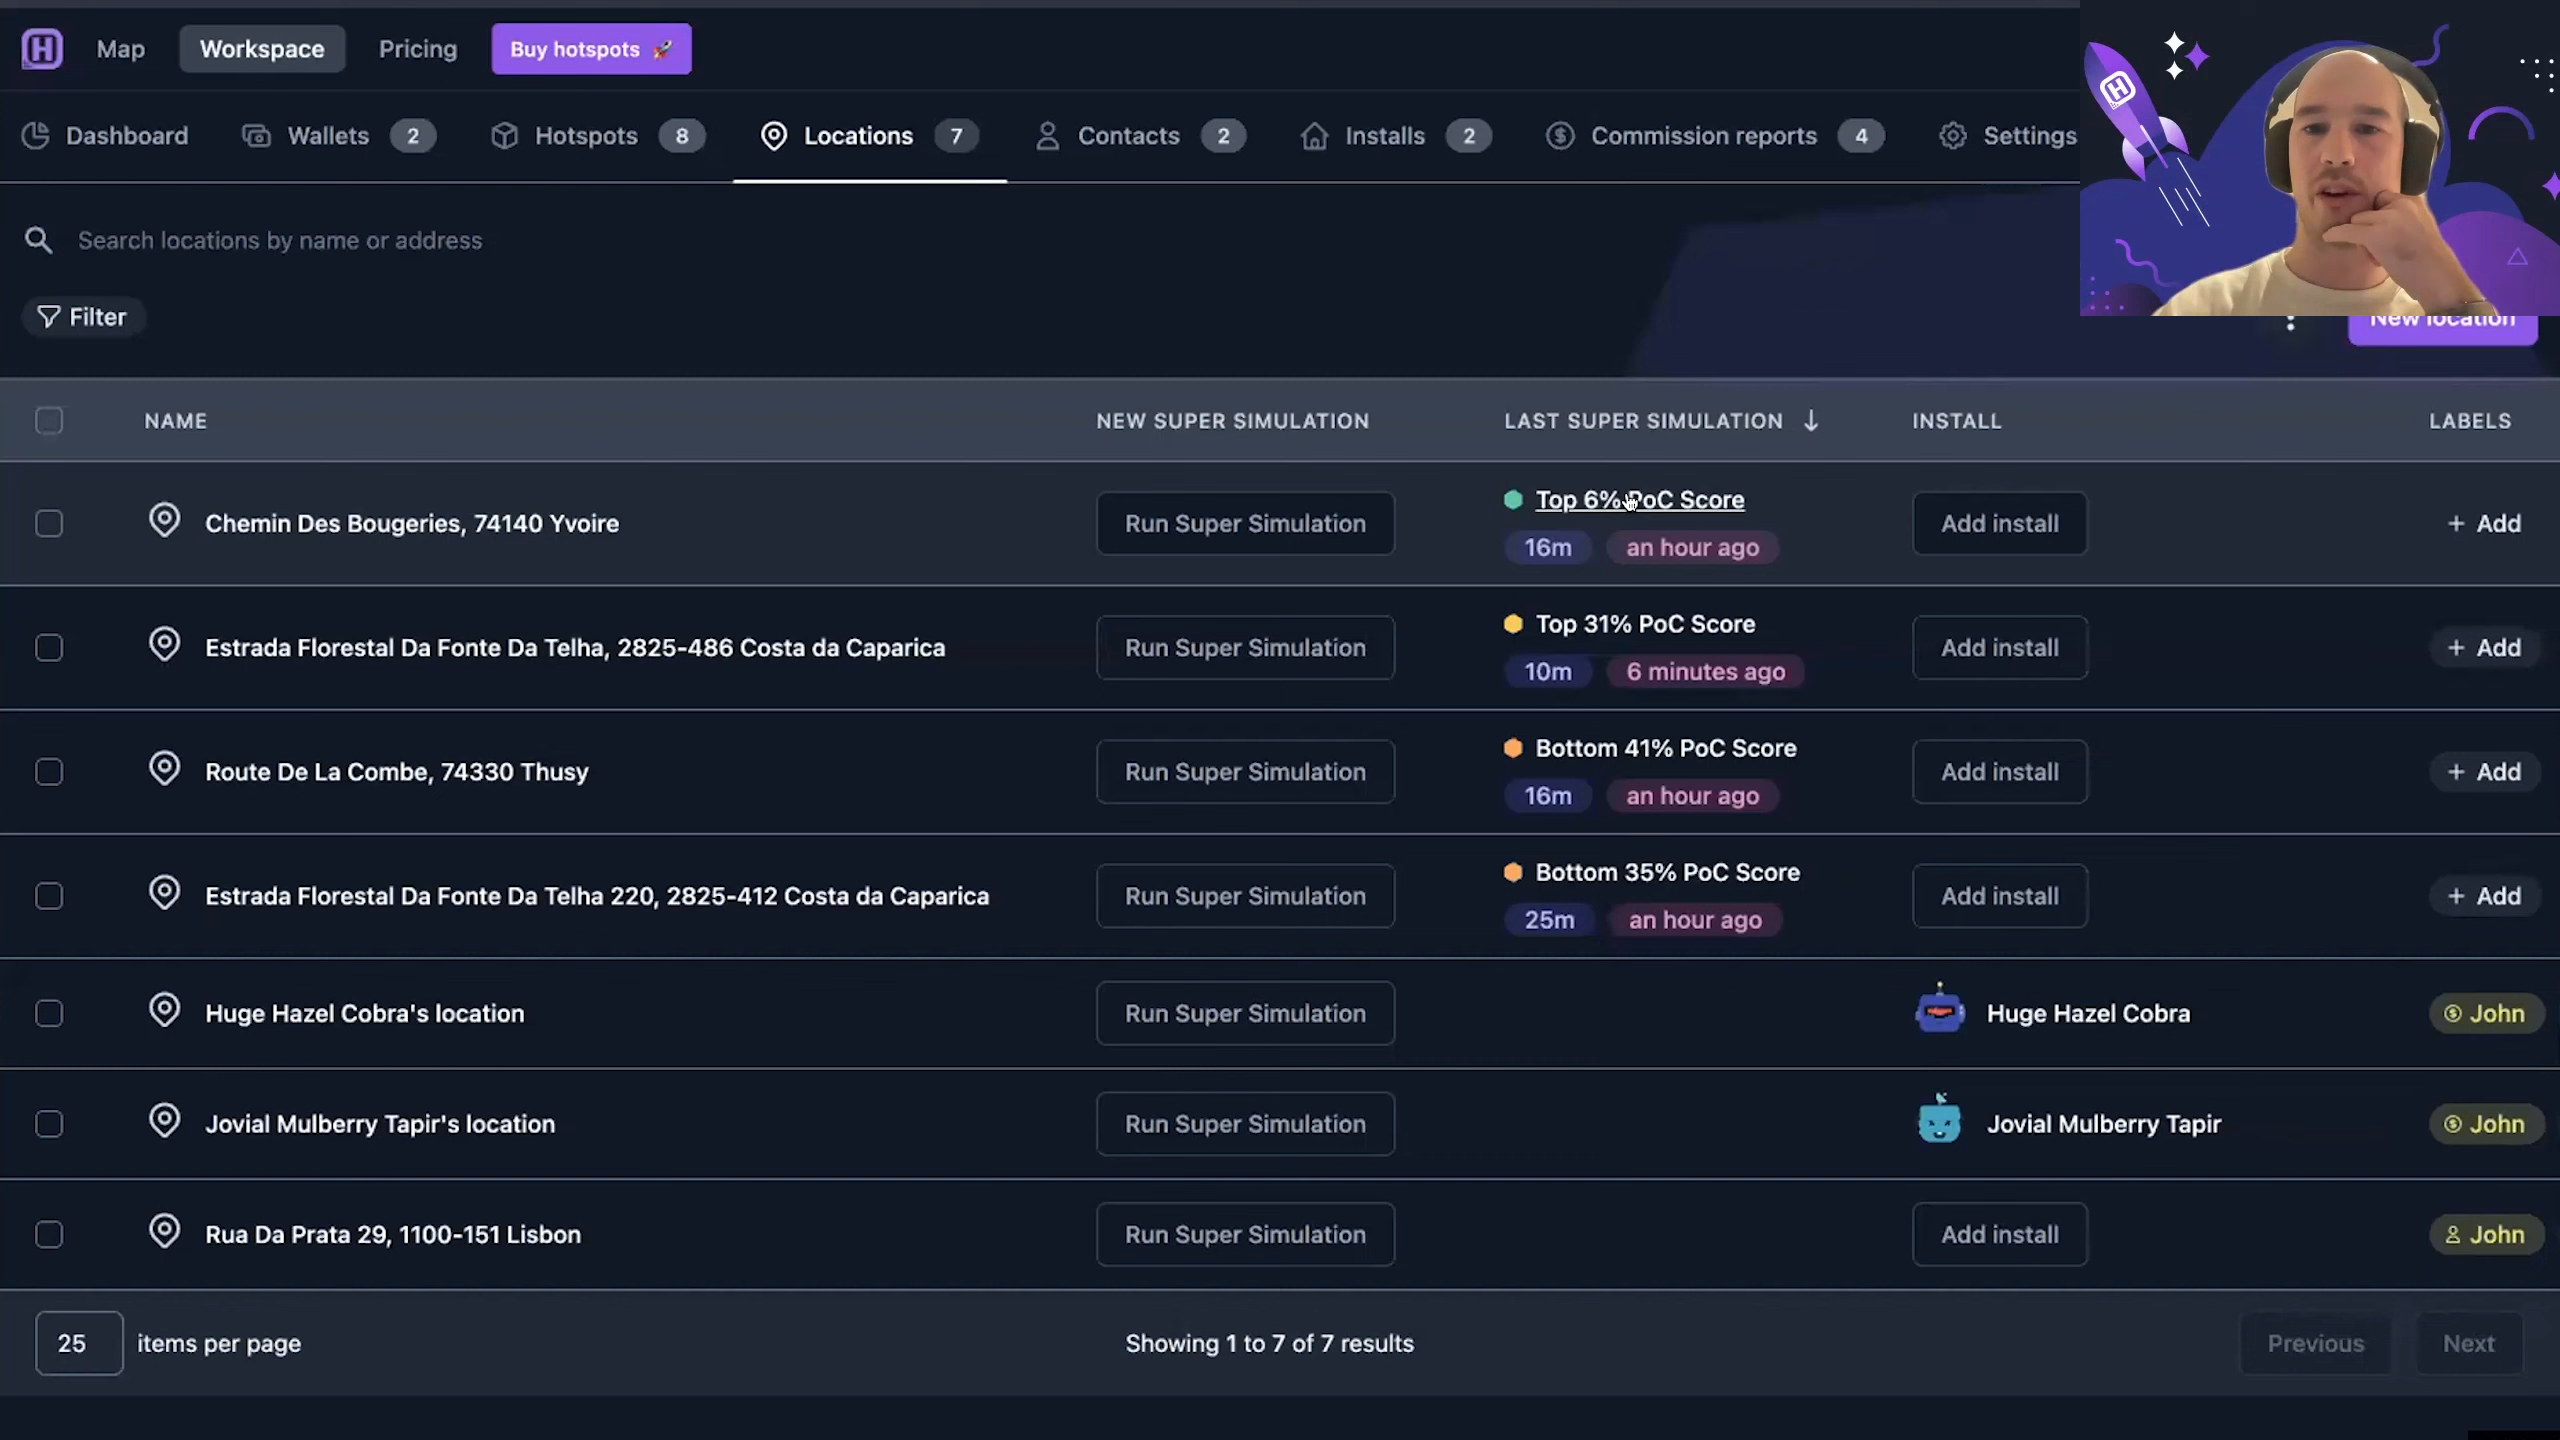 Map
Workspace
Pricing
Buy hotspots 🚀
Dashboard
Wallets 2
Hotspots 8
Locations 7
Contacts 2
Installs 2
Commission reports 4
Settings
Search locations by name or address
Filter
New location
NAME
NEW SUPER SIMULATION
LAST SUPER SIMULATION ↓
INSTALL
LABELS
Chemin Des Bougeries, 74140 Yvoire
Run Super Simulation
Top 6% PoC Score
16m an hour ago
Add install
+ Add
Estrada Florestal Da Fonte Da Telha, 2825-486 Costa da Caparica
Run Super Simulation
Top 31% PoC Score
10m 6 minutes ago
Add install
+ Add
Route De La Combe, 74330 Thusy
Run Super Simulation
Bottom 41% PoC Score
16m an hour ago
Add install
+ Add
Estrada Florestal Da Fonte Da Telha 220, 2825-412 Costa da Caparica
Run Super Simulation
Bottom 35% PoC Score
25m an hour ago
Add install
+ Add
Huge Hazel Cobra's location
Run Super Simulation
Huge Hazel Cobra
John
Jovial Mulberry Tapir's location
Run Super Simulation
Jovial Mulberry Tapir
John
Rua Da Prata 29, 1100-151 Lisbon
Run Super Simulation
Add install
John
25 items per page
Showing 1 to 7 of 7 results
Previous
Next